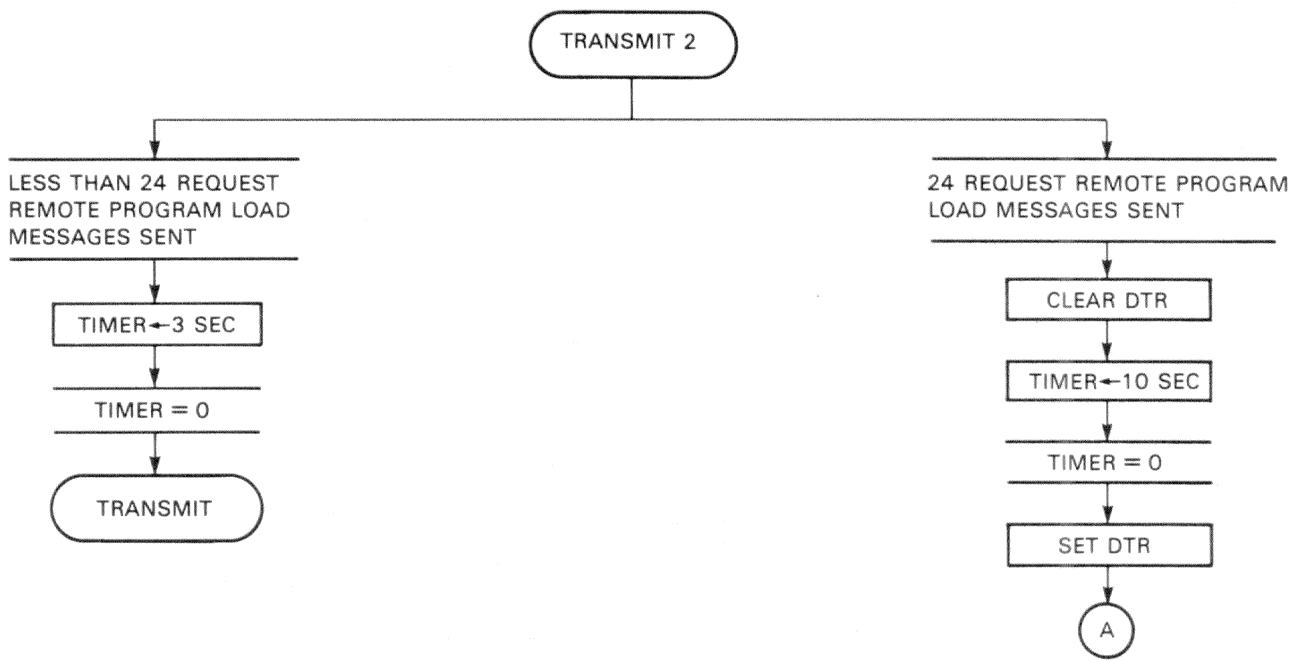 TRANSMIT 2
LESS THAN 24 REQUEST
REMOTE PROGRAM LOAD
MESSAGES SENT
TIMER←3 SEC
TIMER = 0
TRANSMIT
24 REQUEST REMOTE PROGRAM
LOAD MESSAGES SENT
CLEAR DTR
TIMER←10 SEC
TIMER = 0
SET DTR
A